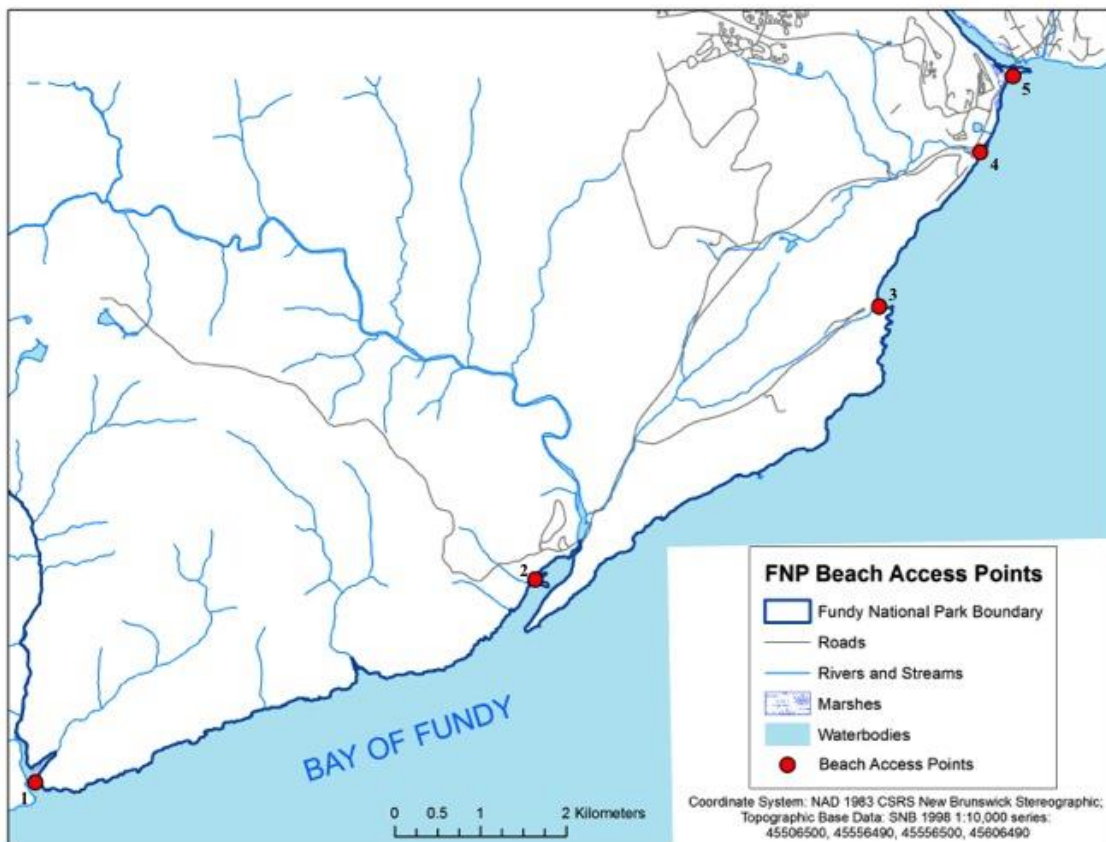 5
4
3
2
1
BAY OF FUNDY
0 0.5 1 2 Kilometers
FNP Beach Access Points
Fundy National Park Boundary
Roads
Rivers and Streams
Marshes
Waterbodies
Beach Access Points
Coordinate System: NAD 1983 CSRS New Brunswick Stereographic;
Topographic Base Data: SNB 1998 1:10,000 series:
45506500, 45556490, 45556500, 45606490